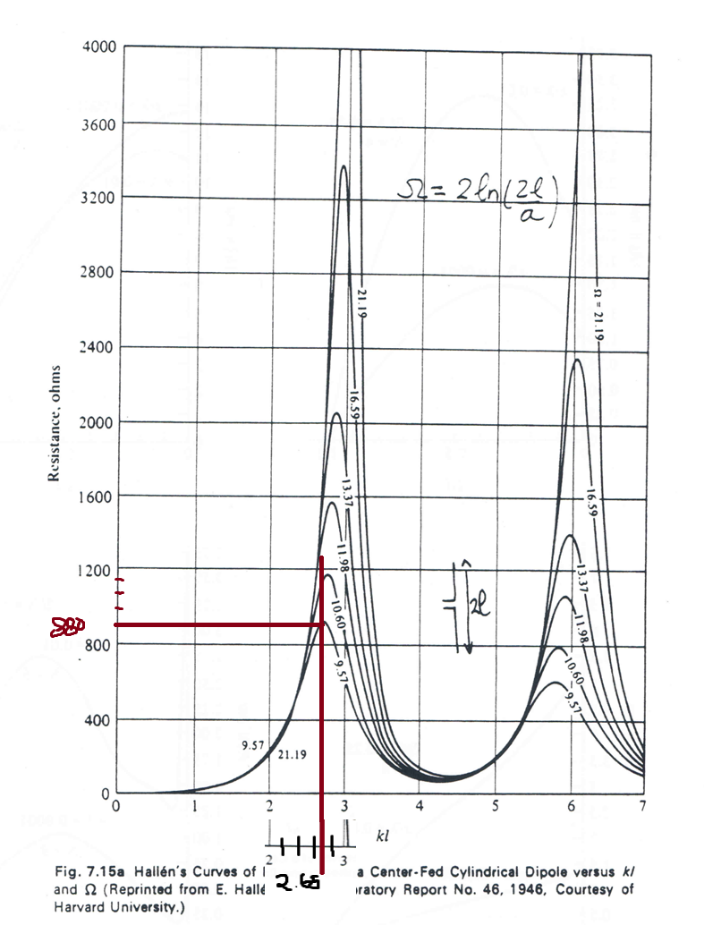 4000
3600
3200
2800
2400
2000
1600
1200
800
400
0
Resistance, ohms
Ω = 2 ln(2l/a)
21.19
16.59
13.37
11.98
10.60
9.57
Ω = 21.19
16.59
13.37
11.98
10.60
9.57
2l
9.57
21.19
0 1 2 3 4 5 6 7
kl
2 3
2.65
Fig. 7.15a Hallén's Curves of a Center-Fed Cylindrical Dipole versus kl
and Ω (Reprinted from E. Hallé ratory Report No. 46, 1946, Courtesy of
Harvard University.)